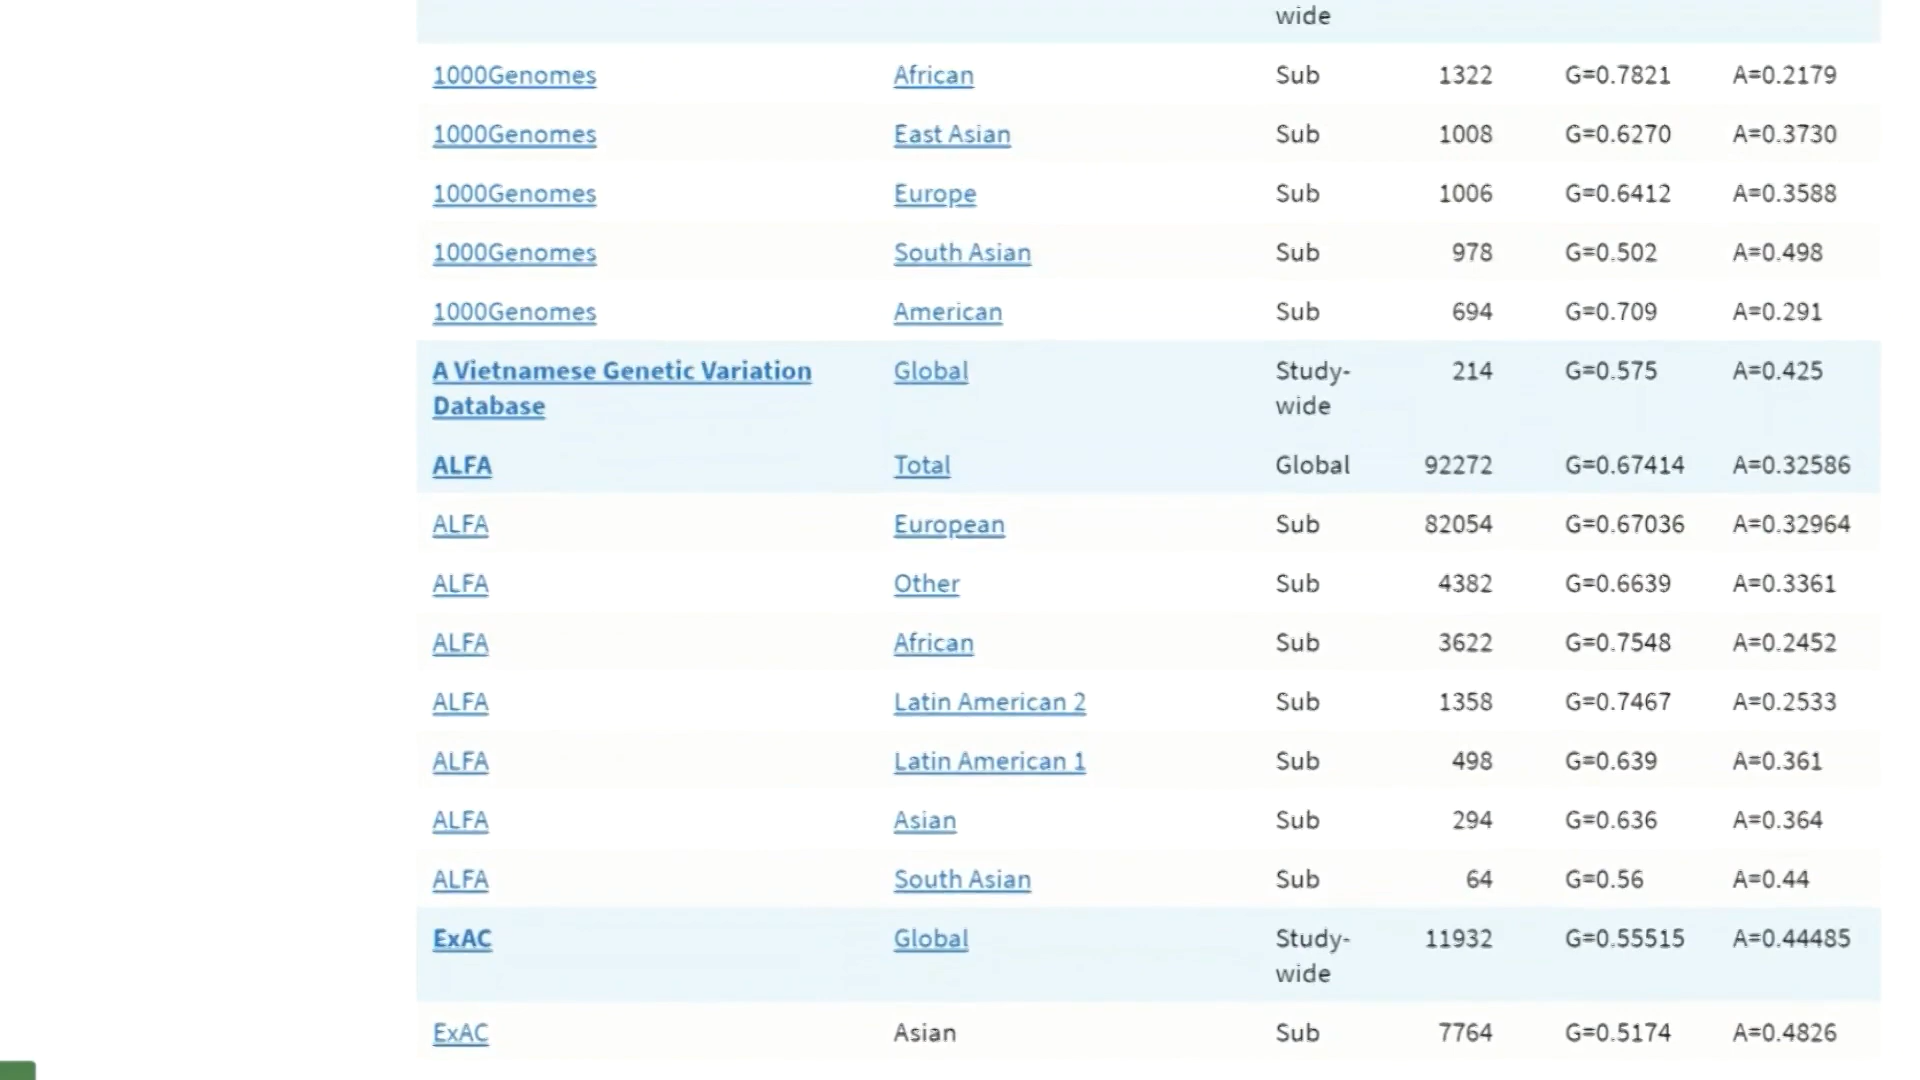 wide
1000Genomes African Sub 1322 G=0.7821 A=0.2179
1000Genomes East Asian Sub 1008 G=0.6270 A=0.3730
1000Genomes Europe Sub 1006 G=0.6412 A=0.3588
1000Genomes South Asian Sub 978 G=0.502 A=0.498
1000Genomes American Sub 694 G=0.709 A=0.291
A Vietnamese Genetic Variation Global Study- 214 G=0.575 A=0.425
Database wide
ALFA Total Global 92272 G=0.67414 A=0.32586
ALFA European Sub 82054 G=0.67036 A=0.32964
ALFA Other Sub 4382 G=0.6639 A=0.3361
ALFA African Sub 3622 G=0.7548 A=0.2452
ALFA Latin American 2 Sub 1358 G=0.7467 A=0.2533
ALFA Latin American 1 Sub 498 G=0.639 A=0.361
ALFA Asian Sub 294 G=0.636 A=0.364
ALFA South Asian Sub 64 G=0.56 A=0.44
ExAC Global Study- 11932 G=0.55515 A=0.44485
wide
ExAC Asian Sub 7764 G=0.5174 A=0.4826